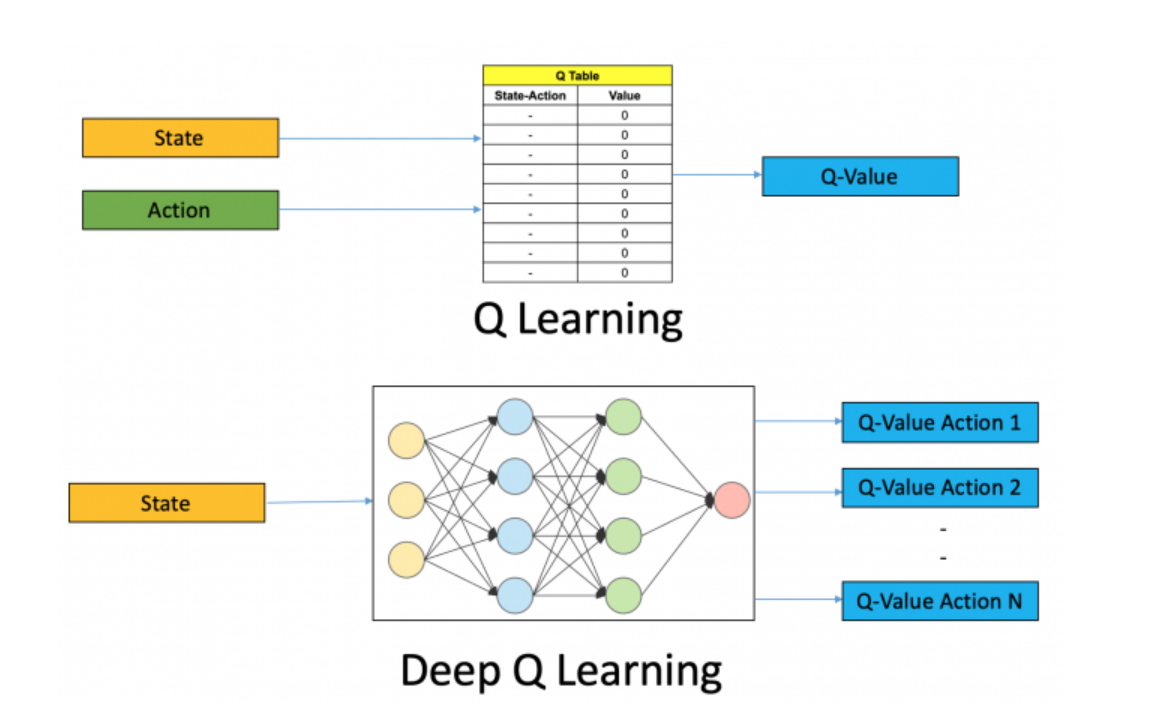 Q Table
State-Action Value
- 0
- 0
- 0
- 0
- 0
- 0
- 0
- 0
- 0
State
Action
Q-Value
Q Learning
State
Q-Value Action 1
Q-Value Action 2
-
-
Q-Value Action N
Deep Q Learning